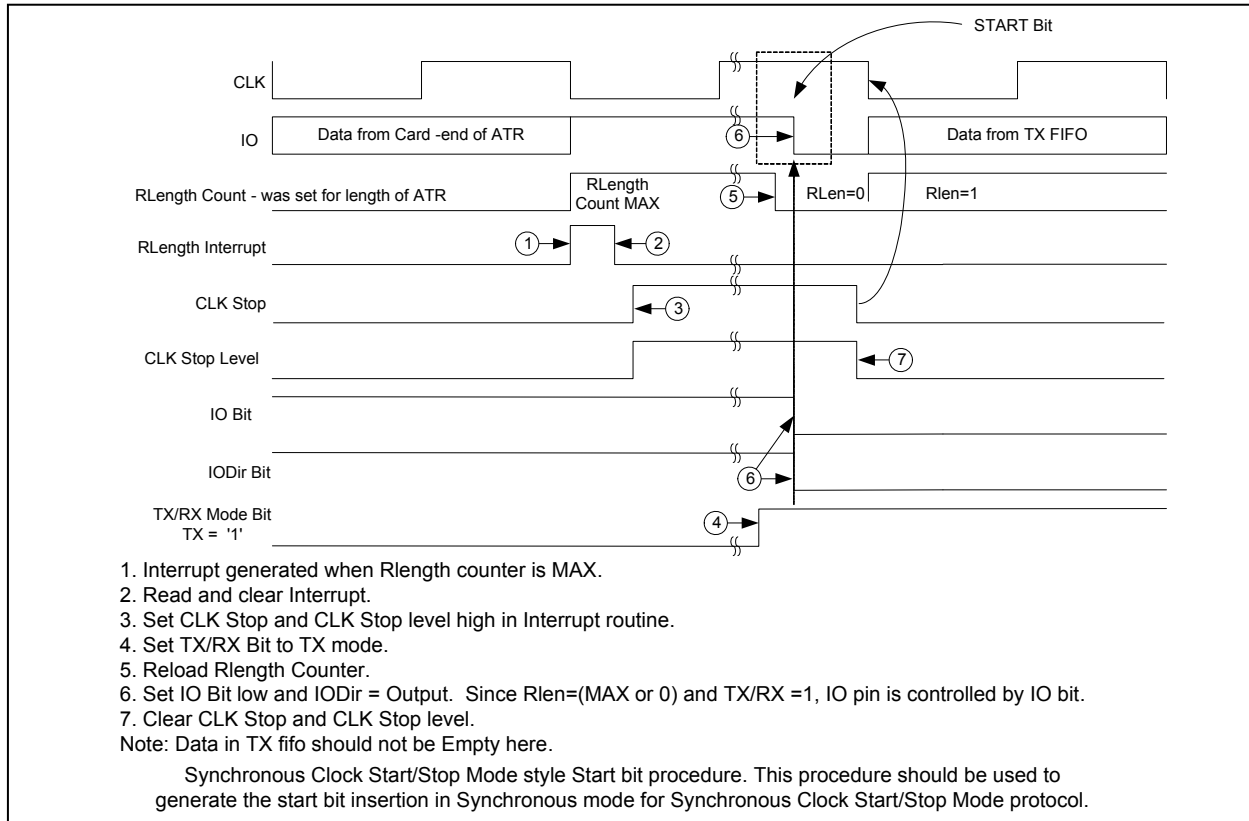 START Bit
CLK
IO
Data from Card -end of ATR
6
Data from TX FIFO
RLength Count - was set for length of ATR
RLength
Count MAX
5
RLen=0
Rlen=1
RLength Interrupt
1
2
CLK Stop
3
CLK Stop Level
7
IO Bit
IODir Bit
6
TX/RX Mode Bit
TX = '1'
4
1. Interrupt generated when Rlength counter is MAX.
2. Read and clear Interrupt.
3. Set CLK Stop and CLK Stop level high in Interrupt routine.
4. Set TX/RX Bit to TX mode.
5. Reload Rlength Counter.
6. Set IO Bit low and IODir = Output. Since Rlen=(MAX or 0) and TX/RX =1, IO pin is controlled by IO bit.
7. Clear CLK Stop and CLK Stop level.
Note: Data in TX fifo should not be Empty here.
Synchronous Clock Start/Stop Mode style Start bit procedure. This procedure should be used to
generate the start bit insertion in Synchronous mode for Synchronous Clock Start/Stop Mode protocol.